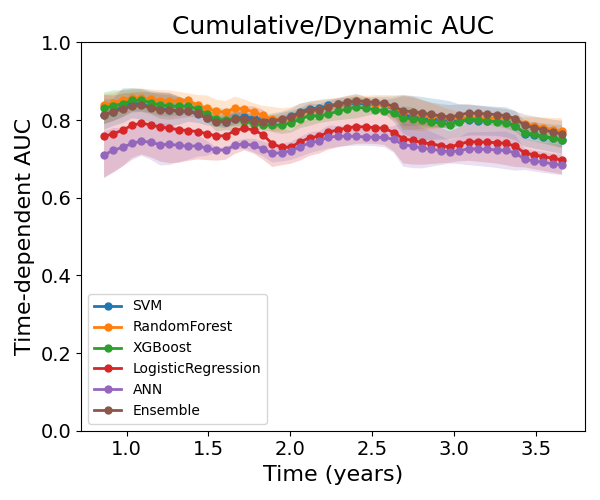 Cumulative/Dynamic AUC
Time-dependent AUC
1.0
0.8
0.6
0.4
0.2
0.0
SVM
RandomForest
XGBoost
LogisticRegression
ANN
Ensemble
1.0 1.5 2.0 2.5 3.0 3.5
Time (years)